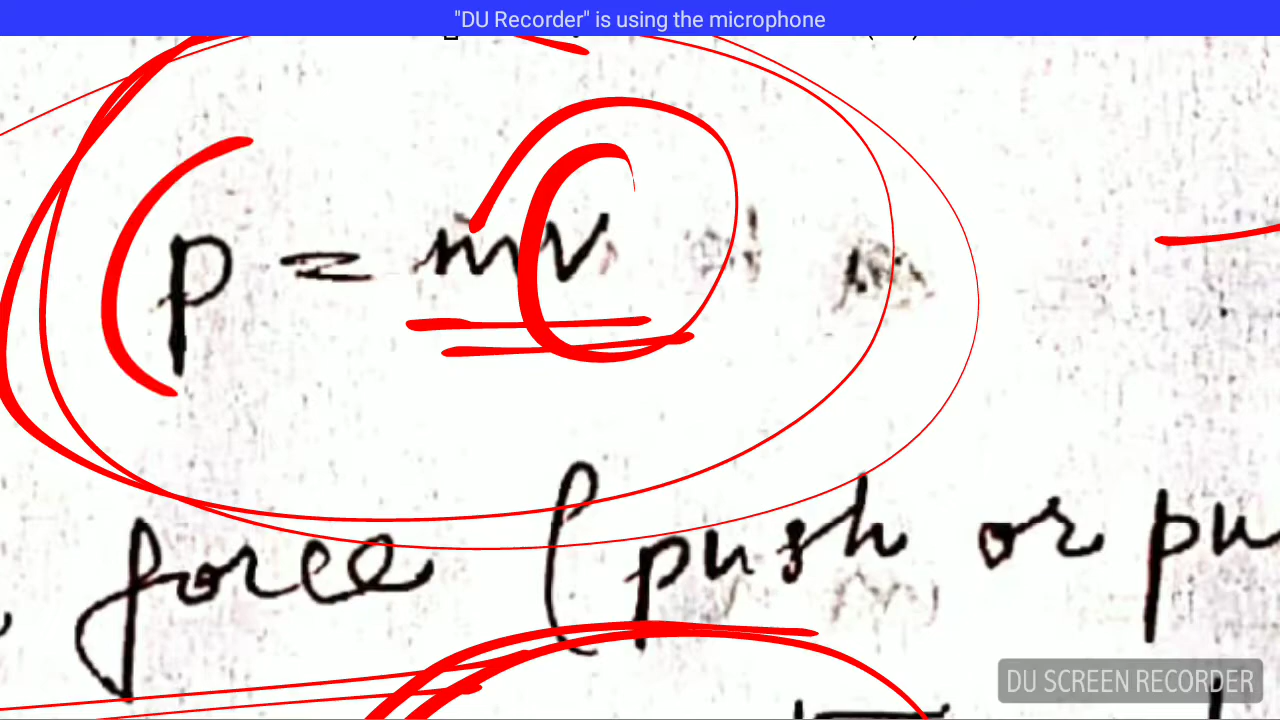 "DU Recorder" is using the microphone
p = mv
force (push or pu
DU SCREEN RECORDER